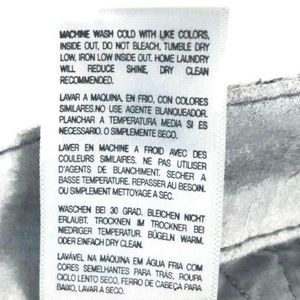 MACHINE WASH COLD WITH LIKE COLORS,
INSIDE OUT, DO NOT BLEACH, TUMBLE DRY
LOW, IRON LOW INSIDE OUT. HOME LAUNDRY
WILL REDUCE SHINE, DRY CLEAN
RECOMMENDED.
LAVAR A MAQUINA, EN FRIO, CON COLORES
SIMILARES.NO USE AGENTE BLANQUEADOR.
PLANCHAR A TEMPERATURA MEDIA SI ES
NECESSARIO. O SIMPLEMENTE SECO.
LAVER EN MACHINE A FROID AVEC DES
COULEURS SIMILAIRES. NE PAS UTILISER
D'AGENTS DE BLANCHIMENT. SECHER A
BASSE TEMPERATURE. REPASSER AU BESOIN.
OU SIMPLEMENT NETTOYAGE A SEC.
WASCHEN BEI 30 GRAD. BLEICHEN NICHT
ERLAUBT. TROCKNEN IM TROCKNER BEI
NIEDRIGER TEMPERATUR. BÜGELN WARM.
ODER EINFACH DRY CLEAN.
LAVÁVEL NA MÁQUINA EM ÁGUA FRIA COM
CORES SEMELHANTES PARA TRÁS. ROUPA
CICLO LENTO SECO, FERRO DE CABEÇA PARA
BAIXO, LAVAR A SECO.